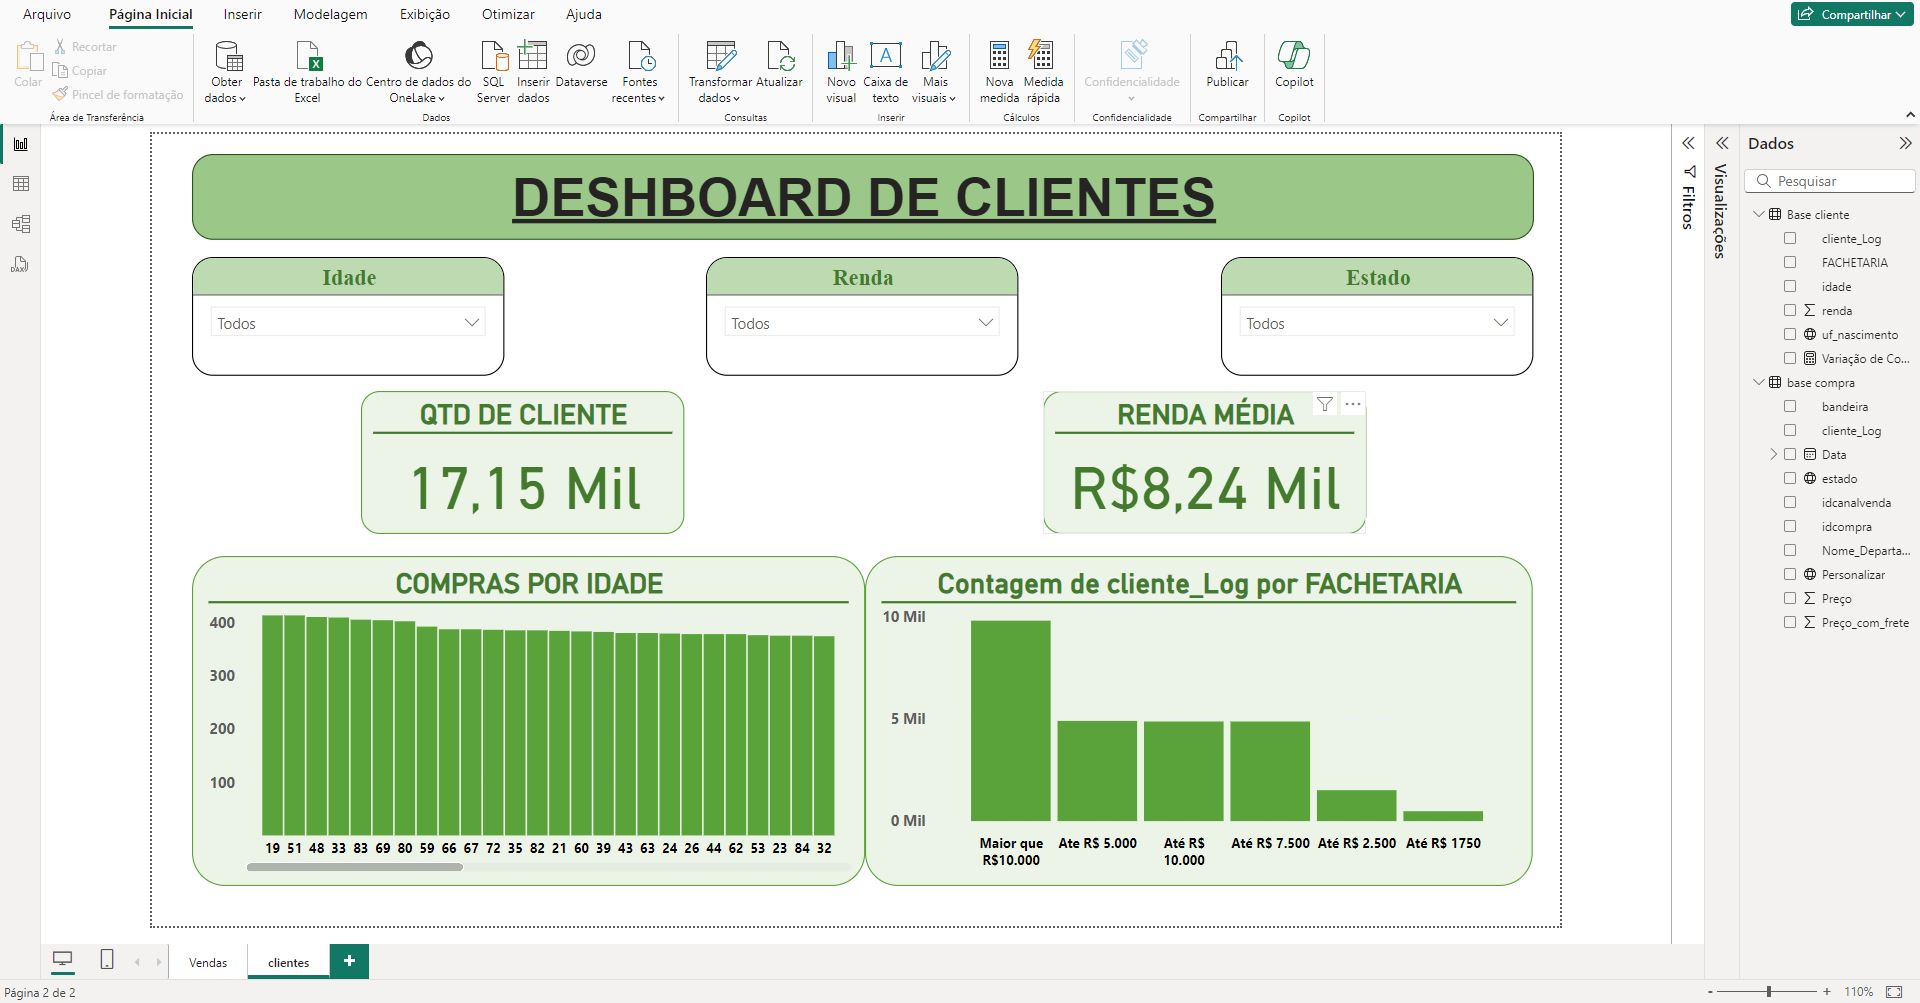 Arquivo Página Inicial Inserir Modelagem Exibição Otimizar Ajuda Compartilhar
Colar
Recortar
Copiar
Pincel de formatação
Área de Transferência
Obter
dados
Pasta de trabalho do
Excel
Centro de dados do
OneLake
SQL
Server
Inserir
dados
Dataverse
Fontes
recentes
Dados
Transformar
dados
Atualizar
Consultas
Novo
visual
Caixa de
texto
Mais
visuais
Inserir
Nova
medida
Medida
rápida
Cálculos
Confidencialidade
Confidencialidade
Publicar
Compartilhar
Copilot
Copilot
DESHBOARD DE CLIENTES
Idade
Todos
Renda
Todos
Estado
Todos
QTD DE CLIENTE
17,15 Mil
RENDA MÉDIA
R$8,24 Mil
COMPRAS POR IDADE
400
300
200
100
19 51 48 33 83 69 80 59 66 67 72 35 82 21 60 39 43 63 24 26 44 62 53 23 84 32
Contagem de cliente_Log por FACHETARIA
10 Mil
5 Mil
0 Mil
Maior que
R$10.000
Ate R$ 5.000
Até R$
10.000
Até R$ 7.500
Até R$ 2.500
Até R$ 1750
Filtros
Visualizações
Dados
Pesquisar
Base cliente
cliente_Log
FACHETARIA
idade
renda
uf_nascimento
Variação de Co...
base compra
bandeira
cliente_Log
Data
estado
idcanalvenda
idcompra
Nome_Departa...
Personalizar
Preço
Preço_com_frete
Vendas clientes +
Página 2 de 2
- + 110%